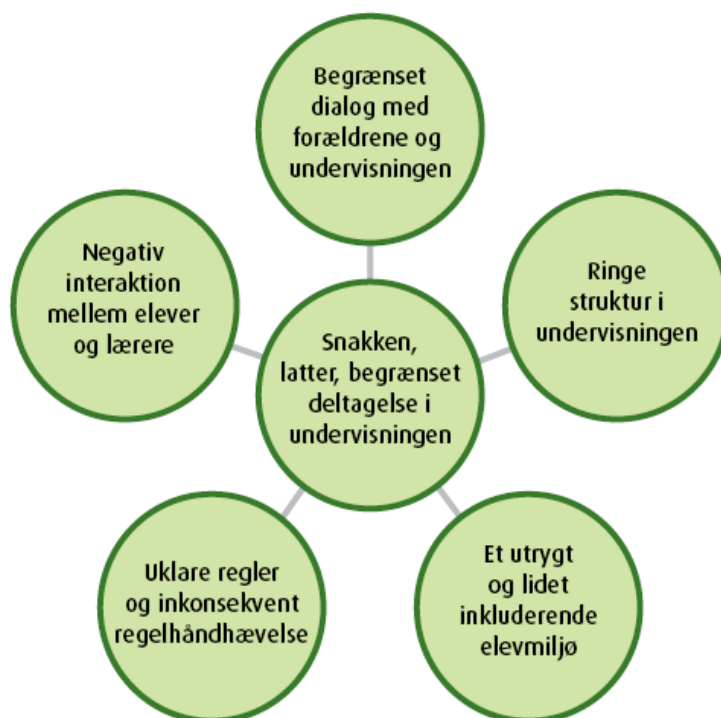 Begrænset
dialog med
forældrene og
undervisningen
Negativ
interaktion
mellem elever
og lærere
Ringe
struktur i
undervisningen
Snakken,
latter, begrænset
deltagelse i
undervisningen
Uklare regler
og inkonsekvent
regelhåndhævelse
Et utrygt
og lidet
inkluderende
elevmiljø